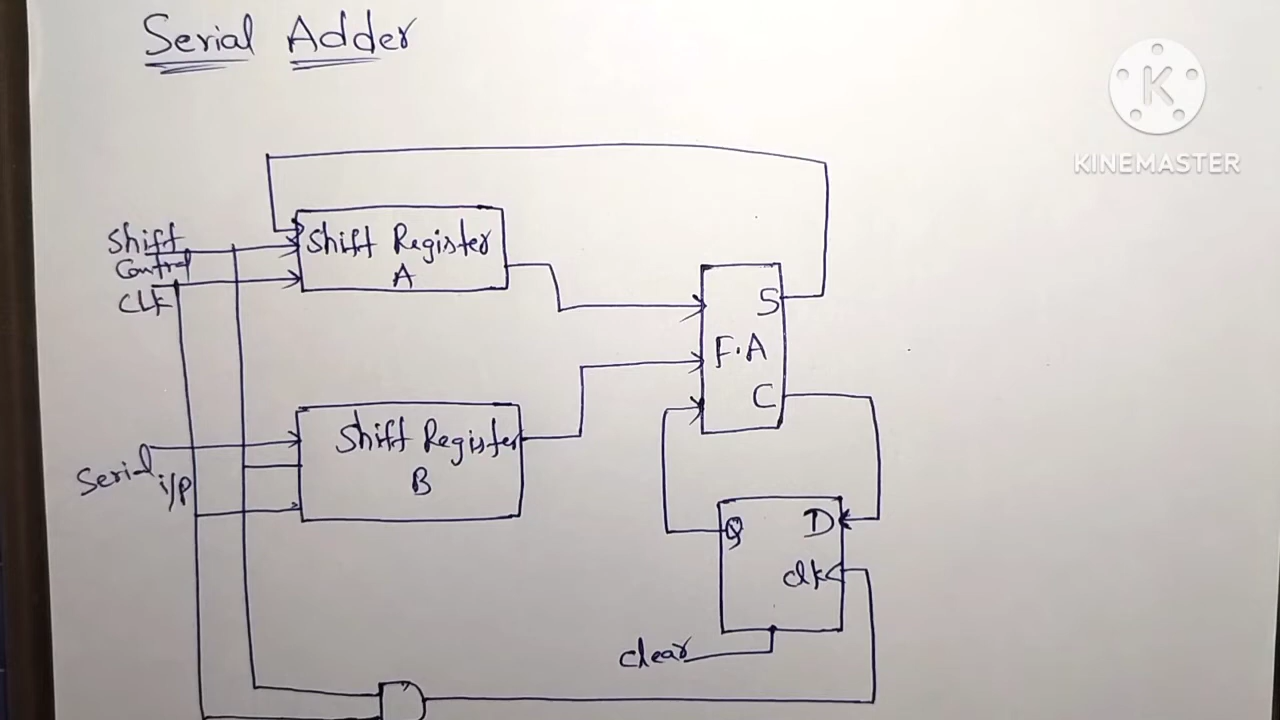 Serial Adder
K
KINEMASTER
Shift
Control
CLK
Shift Register
A
S
F.A
C
Serial
i/p
Shift Register
B
Q
D
clk
clear